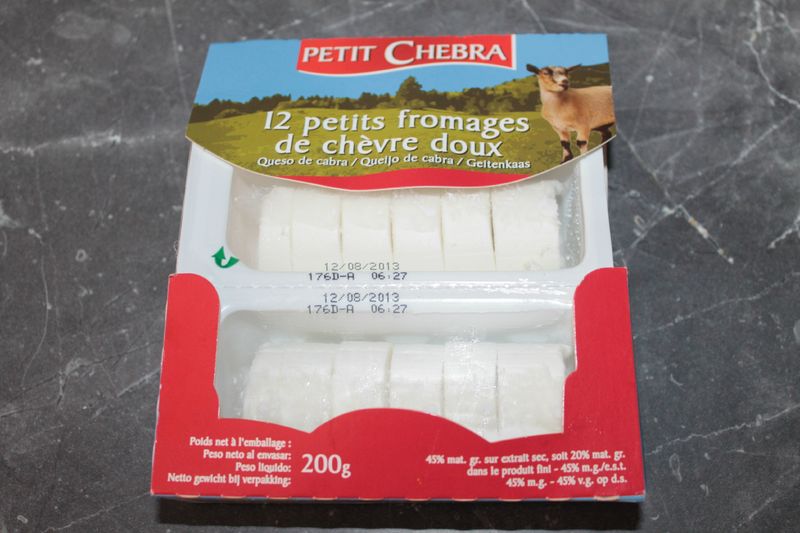 PETIT CHEBRA
12 petits fromages
de chèvre doux
Queso de cabra / Queijo de cabra / Geitenkaas
12/08/2013
176D-A 06:27
12/08/2013
176D-A 06:27
Poids net à l'emballage :
Peso neto al envasar:
Peso liquido:
Netto gewicht bij verpakking:
200g
45% mat. gr. sur extrait sec, soit 20% mat. gr.
dans le produit fini - 45% m.g./e.s.t.
45% m.g. - 45% v.g. op d.s.